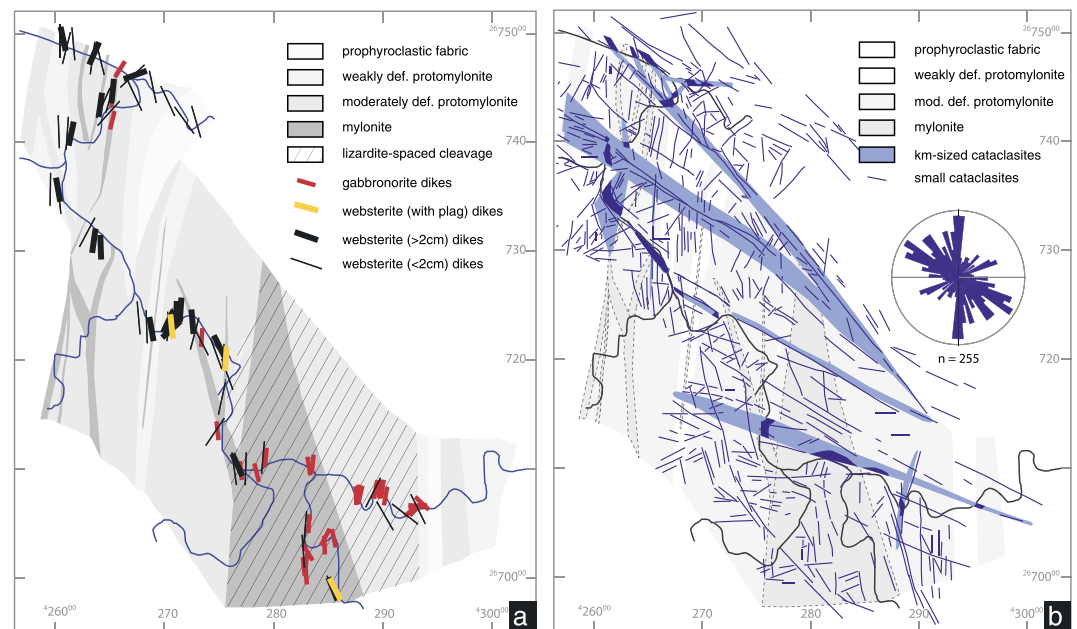 prophyroclastic fabric
weakly def. protomylonite
moderately def. protomylonite
mylonite
lizardite-spaced cleavage
gabbronorite dikes
websterite (with plag) dikes
websterite (>2cm) dikes
websterite (<2cm) dikes
⁴260⁰⁰
270
280
290
⁴300⁰⁰
a
²⁶750⁰⁰
740
730
720
²⁶700⁰⁰
prophyroclastic fabric
weakly def. protomylonite
mod. def. protomylonite
mylonite
km-sized cataclasites
small cataclasites
n = 255
²⁶750⁰⁰
740
730
720
²⁶700⁰⁰
⁴260⁰⁰
270
280
290
⁴300⁰⁰
b